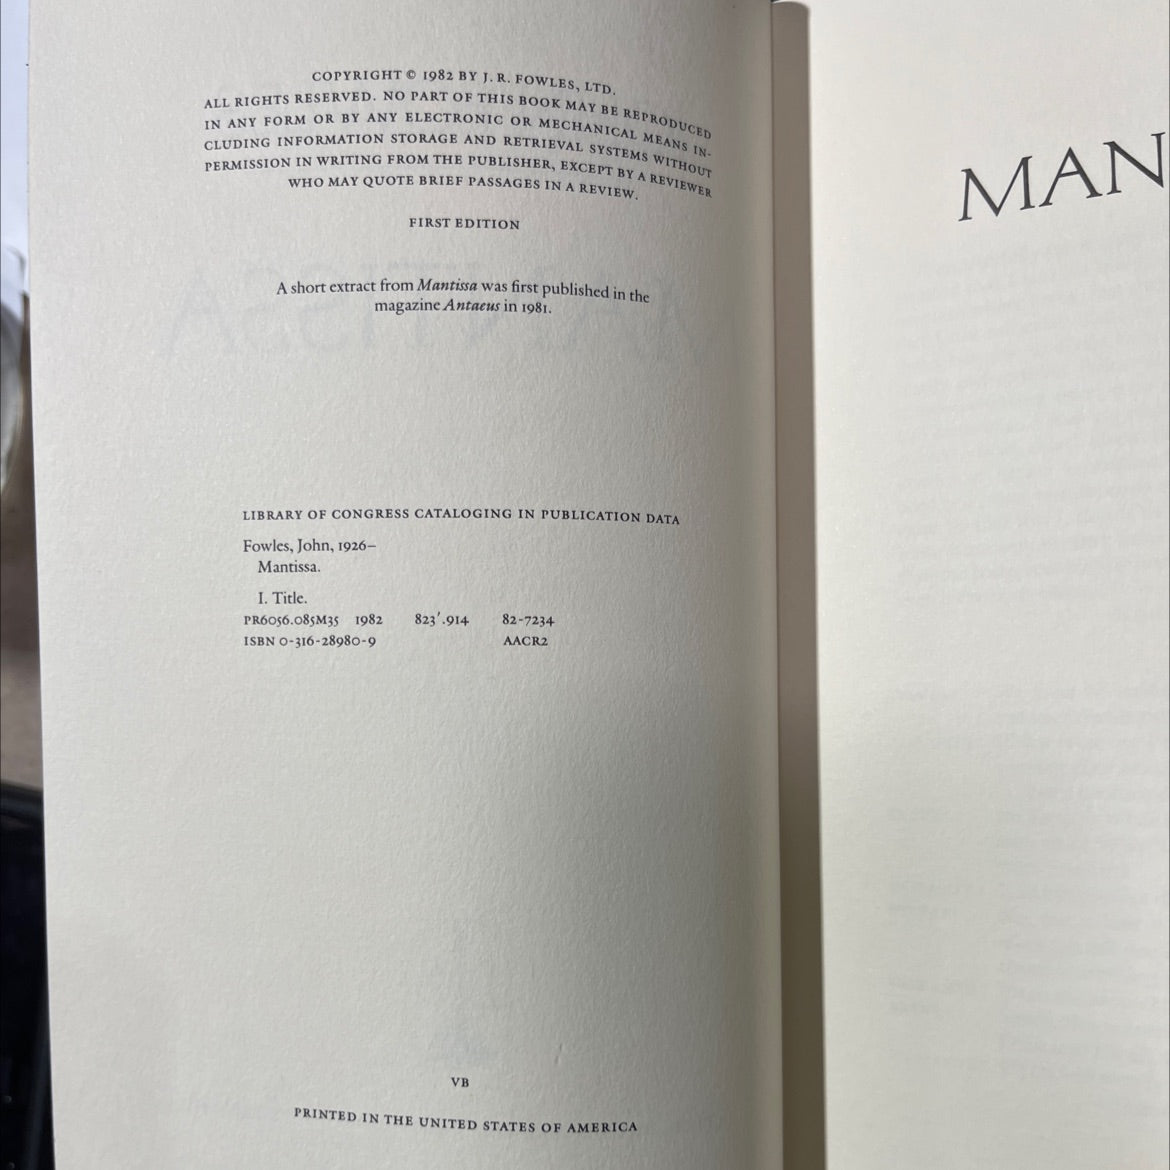 COPYRIGHT © 1982 BY J. R. FOWLES, LTD.
ALL RIGHTS RESERVED. NO PART OF THIS BOOK MAY BE REPRODUCED
IN ANY FORM OR BY ANY ELECTRONIC OR MECHANICAL MEANS IN-
CLUDING INFORMATION STORAGE AND RETRIEVAL SYSTEMS WITHOUT
PERMISSION IN WRITING FROM THE PUBLISHER, EXCEPT BY A REVIEWER
WHO MAY QUOTE BRIEF PASSAGES IN A REVIEW.
FIRST EDITION
A short extract from Mantissa was first published in the
magazine Antaeus in 1981.
LIBRARY OF CONGRESS CATALOGING IN PUBLICATION DATA
Fowles, John, 1926–
Mantissa.
I. Title.
PR6056.085M35 1982 823'.914 82-7234
ISBN 0-316-28980-9 AACR2
VB
PRINTED IN THE UNITED STATES OF AMERICA
MAN